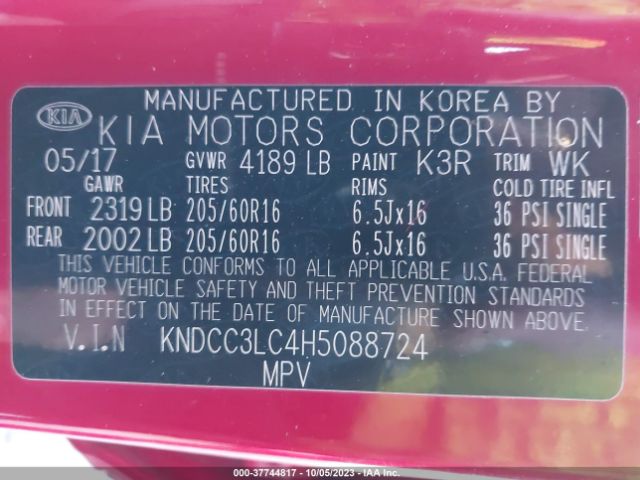 MANUFACTURED IN KOREA BY
KIA KIA MOTORS CORPORATION
05/17 GVWR 4189 LB PAINT K3R TRIM WK
GAWR TIRES RIMS COLD TIRE INFL
FRONT 2319 LB 205/60R16 6.5Jx16 36 PSI SINGLE
REAR 2002 LB 205/60R16 6.5Jx16 36 PSI SINGLE
THIS VEHICLE CONFORMS TO ALL APPLICABLE U.S.A. FEDERAL
MOTOR VEHICLE SAFETY AND THEFT PREVENTION STANDARDS
IN EFFECT ON THE DATE OF MANUFACTURE SHOWN ABOVE.
V.I.N KNDCC3LC4H5088724
MPV
000-37744817 - 10/05/2023 - IAA Inc.